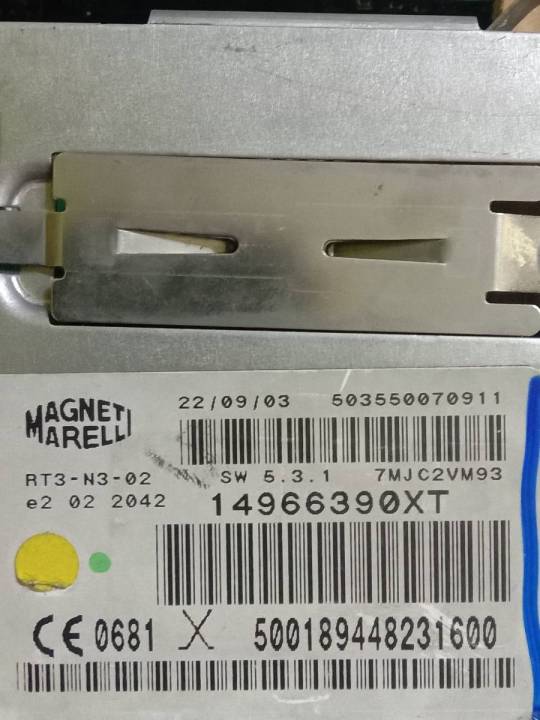 22/09/03 503550070911
MAGNETI
MARELLI
RT3-N3-02 SW 5.3.1 7MJC2VM93
e2 02 2042 14966390XT
CE 0681 X 500189448231600